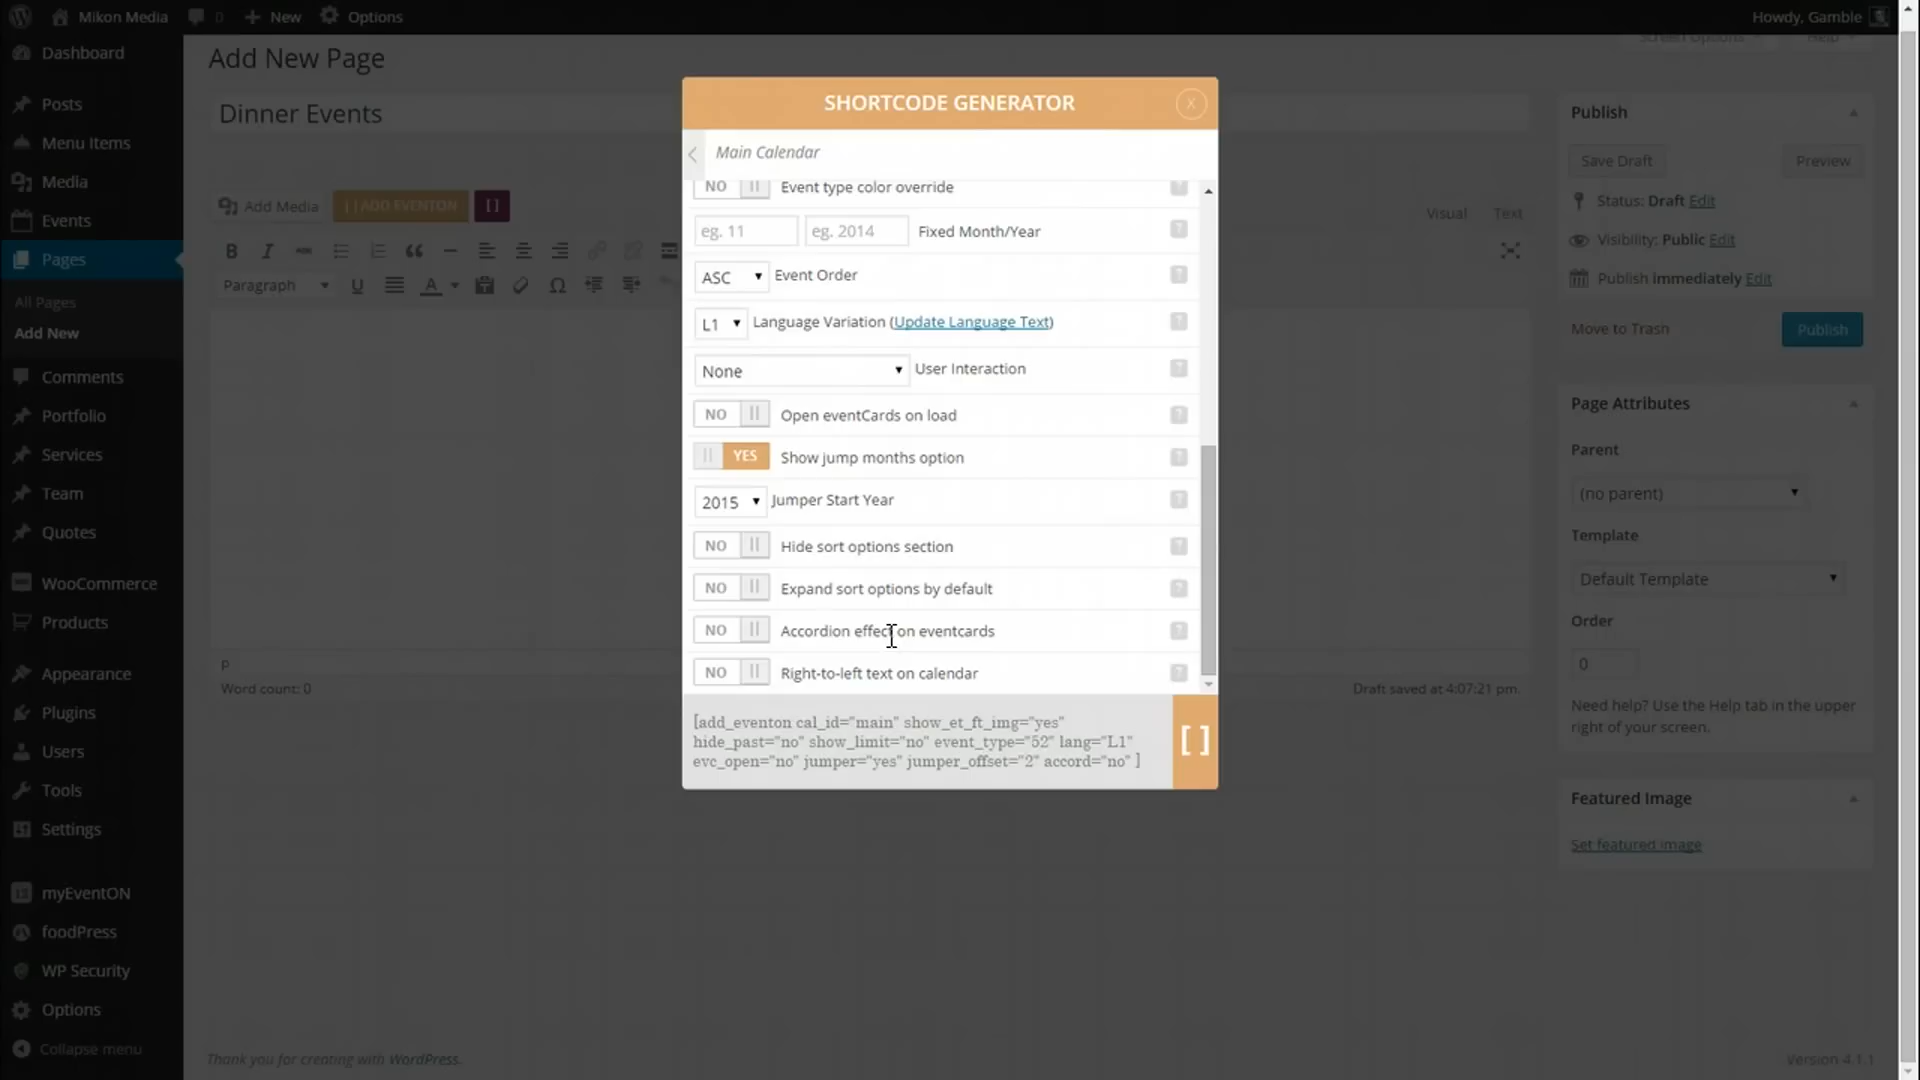 Mikon Media
0
New
Options
Howdy, Gamble
Dashboard
Posts
Menu Items
Media
Events
Pages
All Pages
Add New
Comments
Portfolio
Services
Team
Quotes
WooCommerce
Products
Appearance
Plugins
Users
Tools
Settings
myEventON
foodPress
WP Security
Options
Collapse menu
Add New Page
Screen Options
Help
Dinner Events
Add Media
[ ] ADD EVENTON
[ ]
Visual
Text
Paragraph
P
Word count: 0
Draft saved at 4:07:21 pm.
SHORTCODE GENERATOR
X
Main Calendar
NO Event type color override ?
eg. 11 eg. 2014 Fixed Month/Year ?
ASC Event Order ?
L1 Language Variation (Update Language Text) ?
None User Interaction ?
NO Open eventCards on load ?
YES Show jump months option ?
2015 Jumper Start Year ?
NO Hide sort options section ?
NO Expand sort options by default ?
NO Accordion effect on eventcards ?
NO Right-to-left text on calendar ?
[add_eventon cal_id="main" show_et_ft_img="yes"
hide_past="no" show_limit="no" event_type="52" lang="L1"
evc_open="no" jumper="yes" jumper_offset="2" accord="no" ]
[ ]
Publish
Save Draft
Preview
Status: Draft Edit
Visibility: Public Edit
Publish immediately Edit
Move to Trash
Publish
Page Attributes
Parent
(no parent)
Template
Default Template
Order
0
Need help? Use the Help tab in the upper
right of your screen.
Featured Image
Set featured image
Thank you for creating with WordPress.
Version 4.1.1